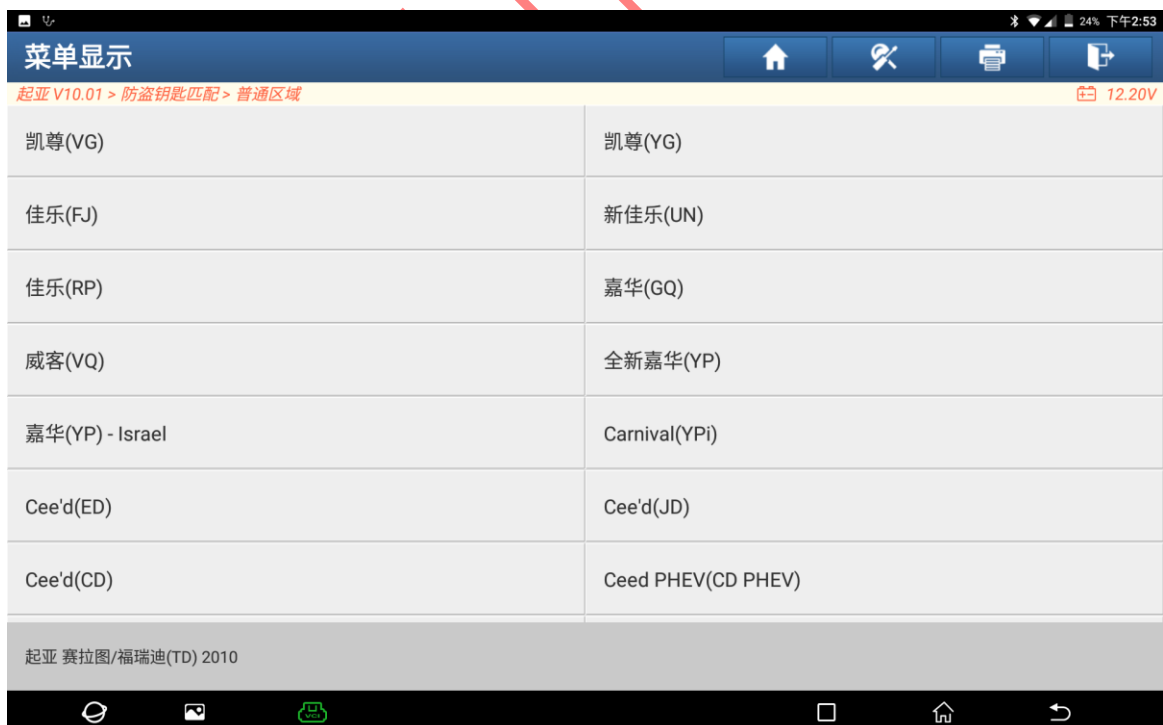 24% 下午2:53
菜单显示
起亚 V10.01 > 防盗钥匙匹配 > 普通区域 12.20V
凯尊(VG) 凯尊(YG)
佳乐(FJ) 新佳乐(UN)
佳乐(RP) 嘉华(GQ)
威客(VQ) 全新嘉华(YP)
嘉华(YP) - Israel Carnival(YPi)
Cee'd(ED) Cee'd(JD)
Cee'd(CD) Ceed PHEV(CD PHEV)
起亚 赛拉图/福瑞迪(TD) 2010
VCI